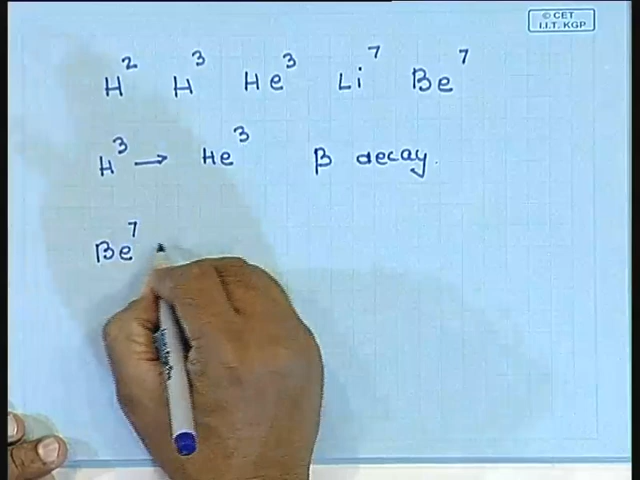 © CET
I.I.T. KGP
H² H³ He³ Li⁷ Be⁷
H³ → He³ β decay.
Be⁷